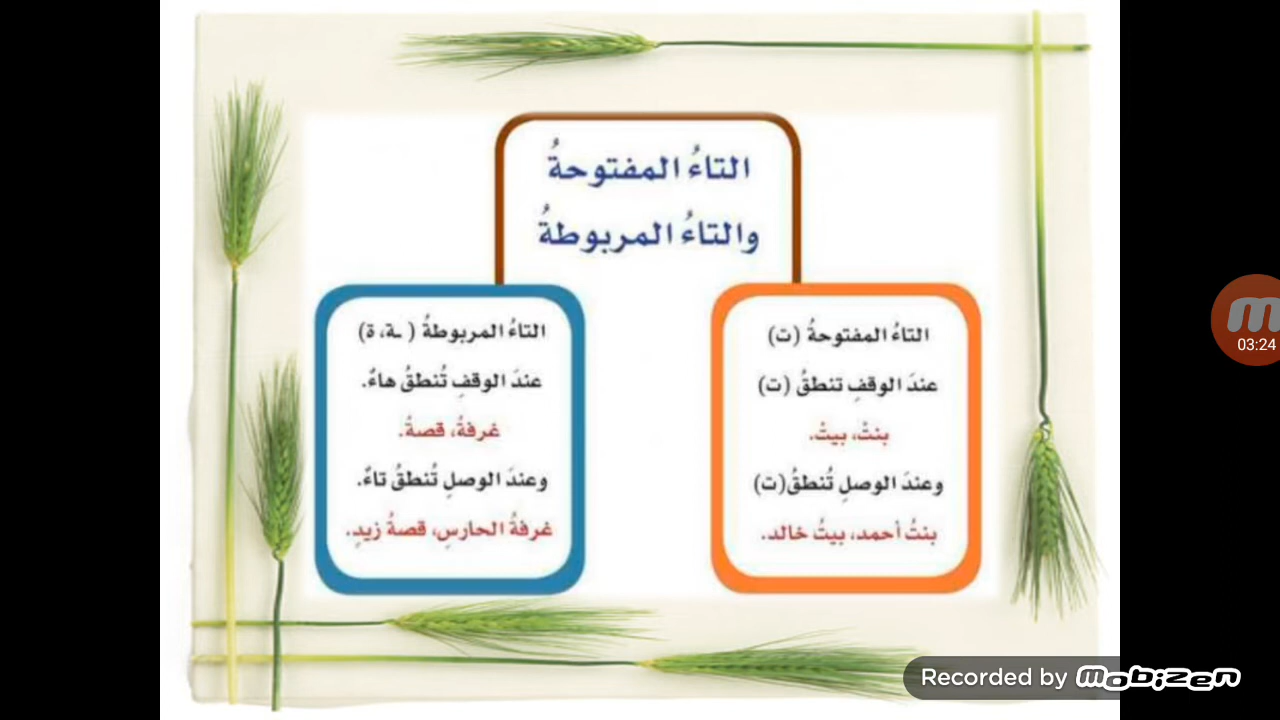 التاءُ المفتوحةُ
والتاءُ المربوطةُ
التاءُ المفتوحةُ (ت)
عندَ الوقفِ تنطقُ (ت)
بنتْ، بيتْ.
وعندَ الوصلِ تُنطقُ(ت)
بنتُ أحمد، بيتُ خالد.
التاءُ المربوطةُ ( ـة، ة)
عندَ الوقفِ تُنطقُ هاءً.
غرفةْ، قصةْ.
وعندَ الوصلِ تُنطقُ تاءً.
غرفةُ الحارسِ، قصةُ زيدٍ.
03:24
Recorded by mobizen